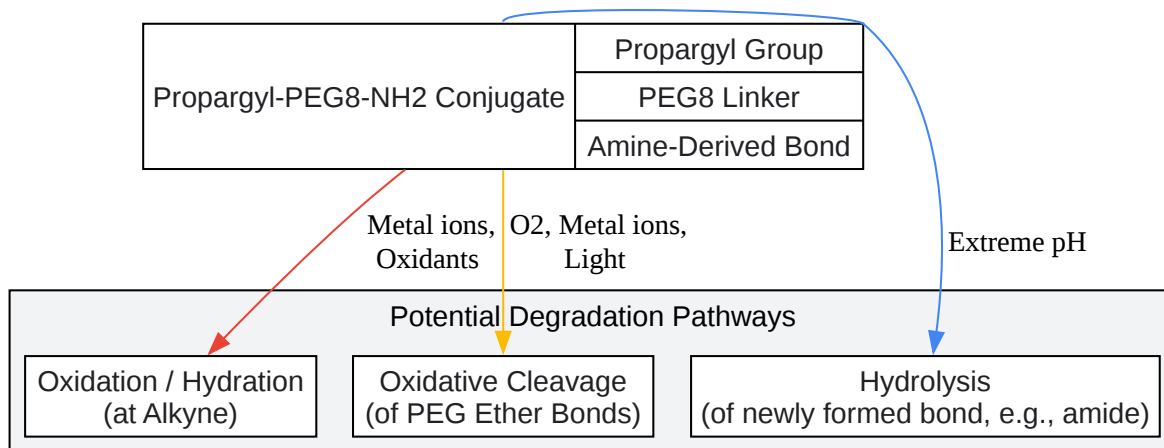 Propargyl-PEG8-NH2 Conjugate
Propargyl Group
PEG8 Linker
Amine-Derived Bond
Metal ions,
Oxidants
O2, Metal ions,
Light
Extreme pH
Potential Degradation Pathways
Oxidation / Hydration
(at Alkyne)
Oxidative Cleavage
(of PEG Ether Bonds)
Hydrolysis
(of newly formed bond, e.g., amide)